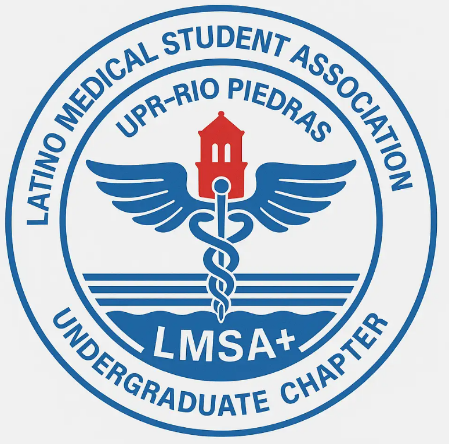 LATINO MEDICAL STUDENT ASSOCIATION
UPR-RIO PIEDRAS
LMSA+
UNDERGRADUATE CHAPTER